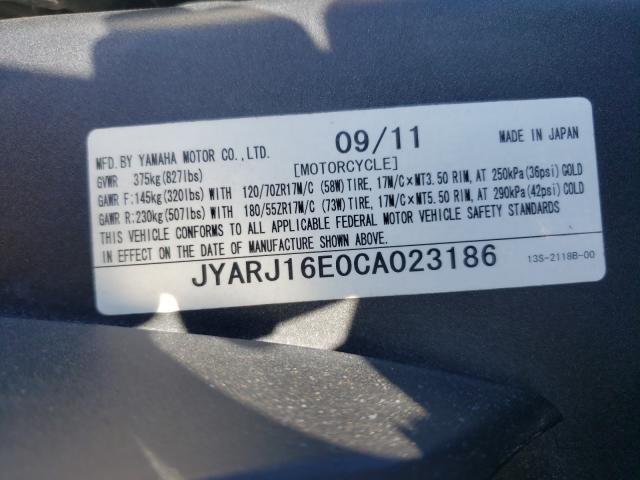 MFD. BY YAMAHA MOTOR CO., LTD. 09/11 MADE IN JAPAN
GVWR 375kg(827lbs) [MOTORCYCLE]
GAWR F:145kg(320lbs) WITH 120/70ZR17M/C (58W) TIRE, 17M/C×MT3.50 RIM, AT 250kPa(36psi) COLD
GAWR R:230kg(507lbs) WITH 180/55ZR17M/C (73W) TIRE, 17M/C×MT5.50 RIM, AT 290kPa(42psi) COLD
THIS VEHICLE CONFORMS TO ALL APPLICABLE FEDERAL MOTOR VEHICLE SAFETY STANDARDS
IN EFFECT ON THE DATE OF MANUFACTURE SHOWN ABOVE.
JYARJ16E0CA023186 13S-2118B-00